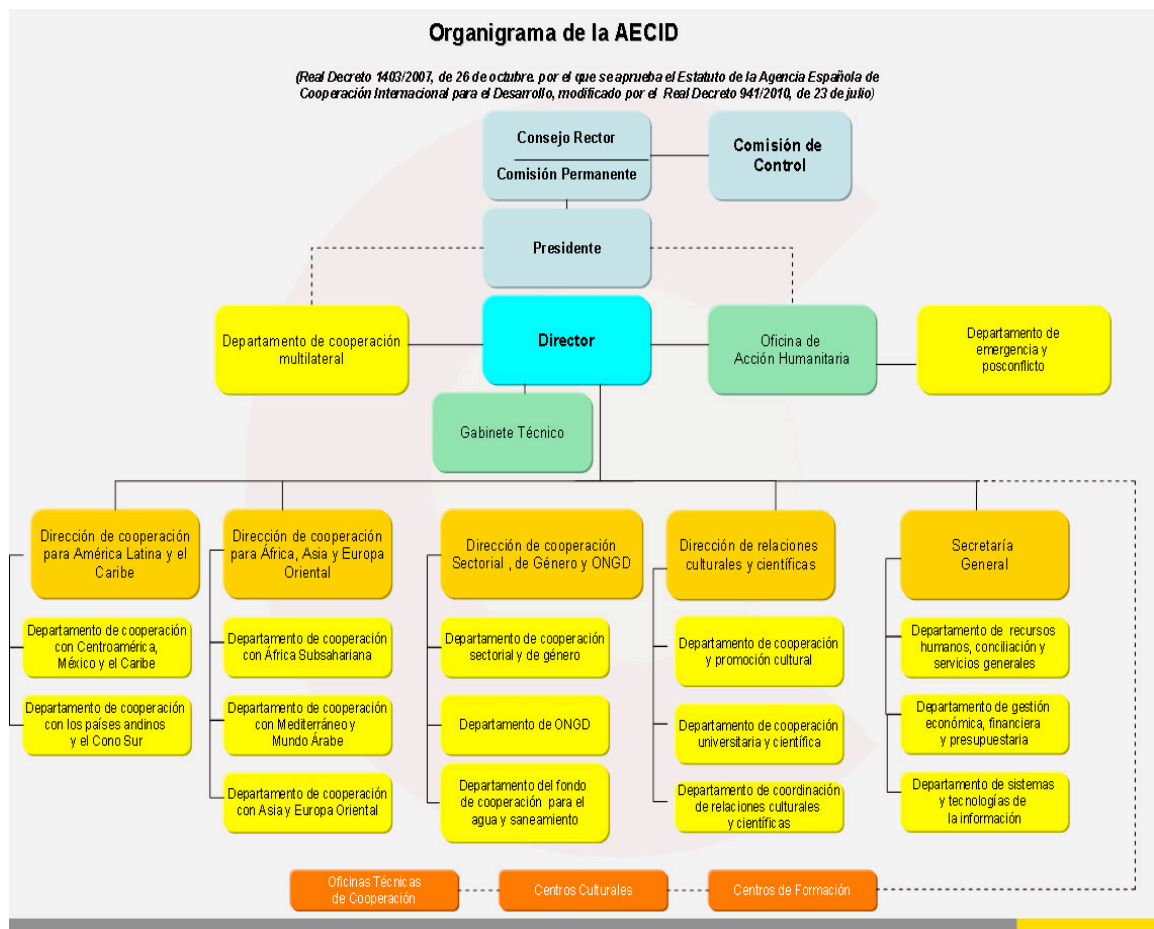 Organigrama de la AECID
(Real Decreto 1403/2007, de 26 de octubre. por el que se aprueba el Estatuto de la Agencia Española de
Cooperación Internacional para el Desarrollo, modificado por el Real Decreto 941/2010, de 23 de julio)
Consejo Rector
Comisión Permanente
Comisión de
Control
Presidente
Departamento de cooperación
multilateral
Director
Oficina de
Acción Humanitaria
Departamento de
emergencia y
posconflicto
Gabinete Técnico
Dirección de cooperación
para América Latina y el
Caribe
Dirección de cooperación
para África, Asia y Europa
Oriental
Dirección de cooperación
Sectorial , de Género y ONGD
Dirección de relaciones
culturales y científicas
Secretaría
General
Departamento de cooperación
con Centroamérica,
México y el Caribe
Departamento de cooperación
con África Subsahariana
Departamento de cooperación
sectorial y de género
Departamento de cooperación
y promoción cultural
Departamento de recursos
humanos, conciliación y
servicios generales
Departamento de cooperación
con los países andinos
y el Cono Sur
Departamento de cooperación
con Mediterráneo y
Mundo Árabe
Departamento de ONGD
Departamento de cooperación
universitaria y científica
Departamento de gestión
económica, financiera
y presupuestaria
Departamento de cooperación
con Asia y Europa Oriental
Departamento del fondo
de cooperación para el
agua y saneamiento
Departamento de coordinación
de relaciones culturales
y científicas
Departamento de sistemas
y tecnologías de
la información
Oficinas Técnicas
de Cooperación
Centros Culturales
Centros de Formación